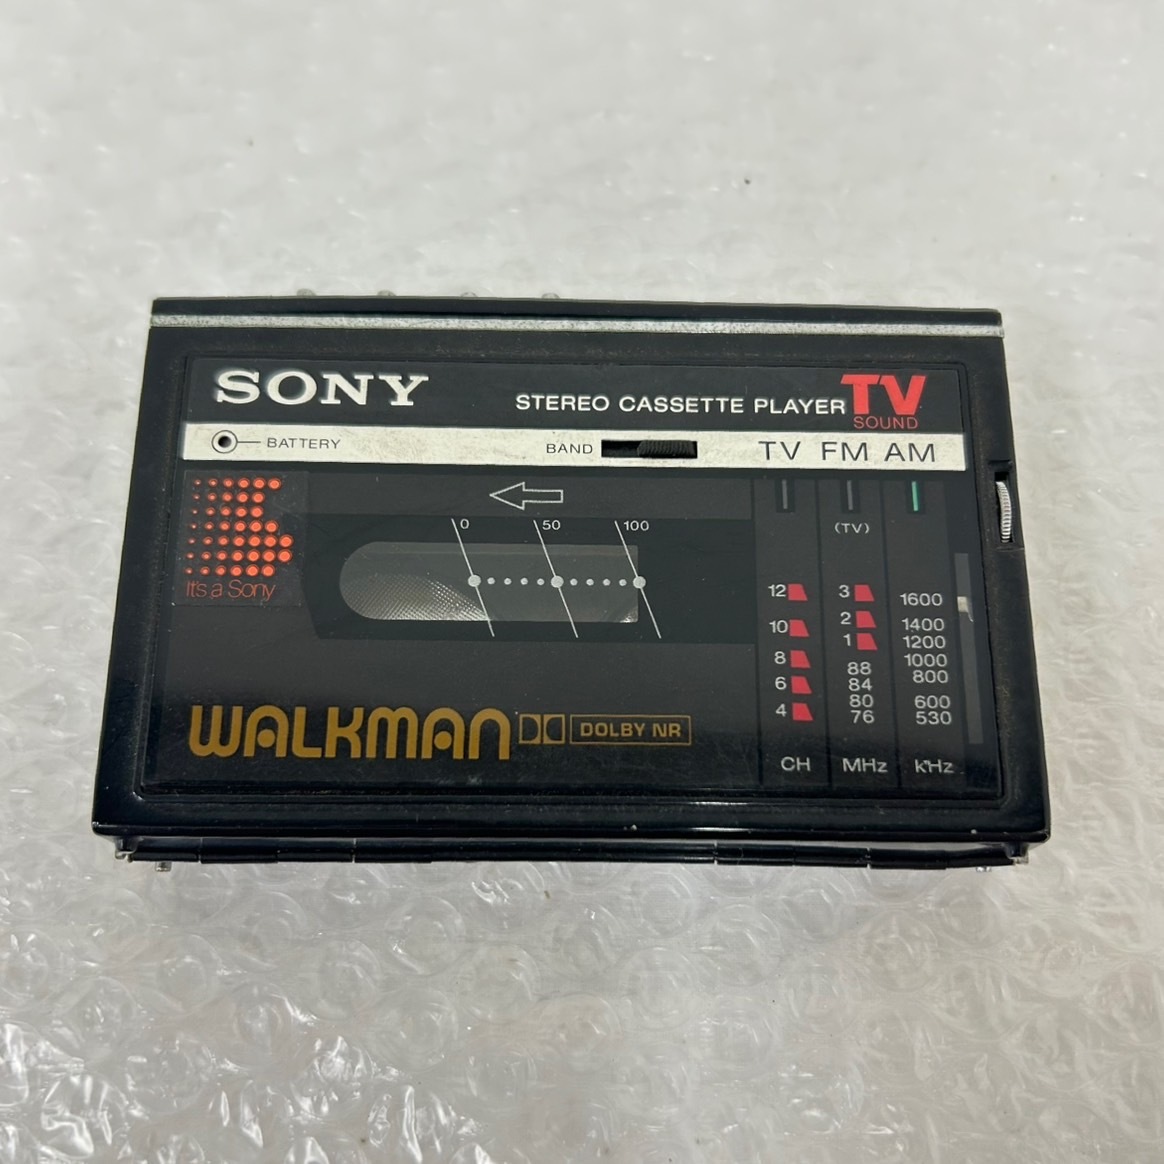 SONY
STEREO CASSETTE PLAYER TV
SOUND
BATTERY
BAND
TV FM AM
0 50 100
(TV)
It's a Sony
12 3 1600
10 2 1400
1 1200
8 88 1000
6 84 800
4 80 600
76 530
CH MHz kHz
WALKMAN DOLBY NR